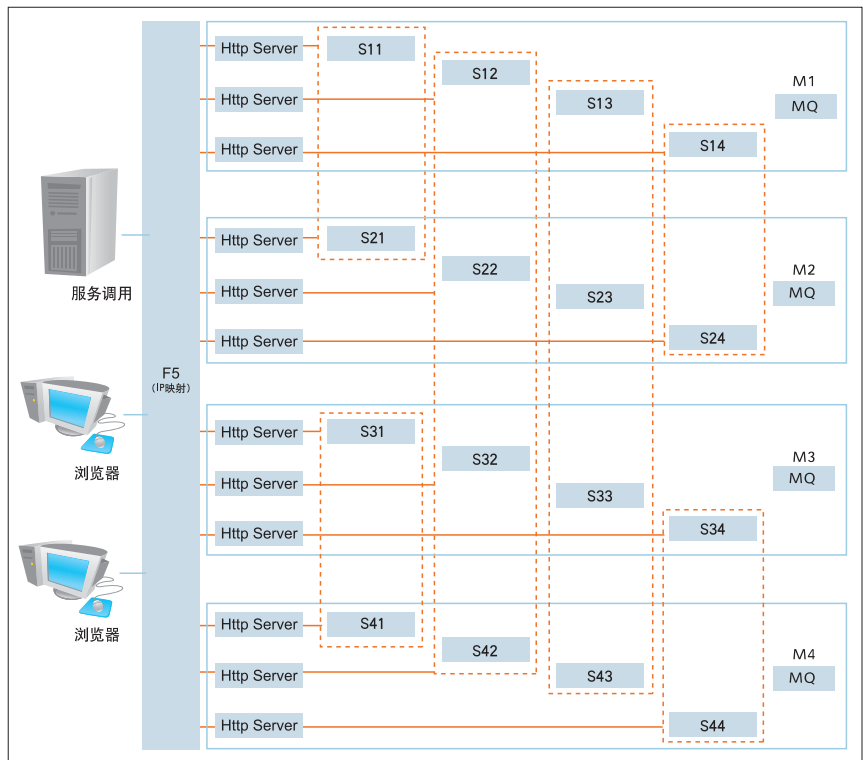 服务调用
浏览器
浏览器
F5
(IP映射)
Http Server
S11
S12
Http Server
S13
Http Server
S14
M1
MQ
Http Server
S21
S22
Http Server
S23
Http Server
S24
M2
MQ
Http Server
S31
S32
Http Server
S33
Http Server
S34
M3
MQ
Http Server
S41
S42
Http Server
S43
Http Server
S44
M4
MQ